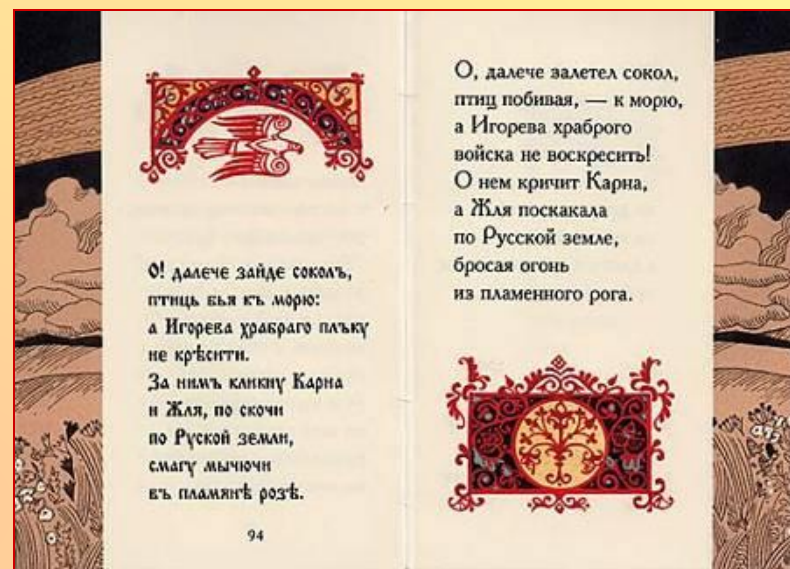 О! далече зайде соколъ,
птиць бья къ морю:
а Игорева храбраго плъку
не крѣсити.
За нимъ кликну Карна
и Жля, по скочи
по Руской земли,
смагу мычючи
въ пламянѣ розѣ.
94
О, далече залетел сокол,
птиц побивая, — к морю,
а Игорева храброго
войска не воскресить!
О нем кричит Карна,
а Жля поскакала
по Русской земле,
бросая огонь
из пламенного рога.